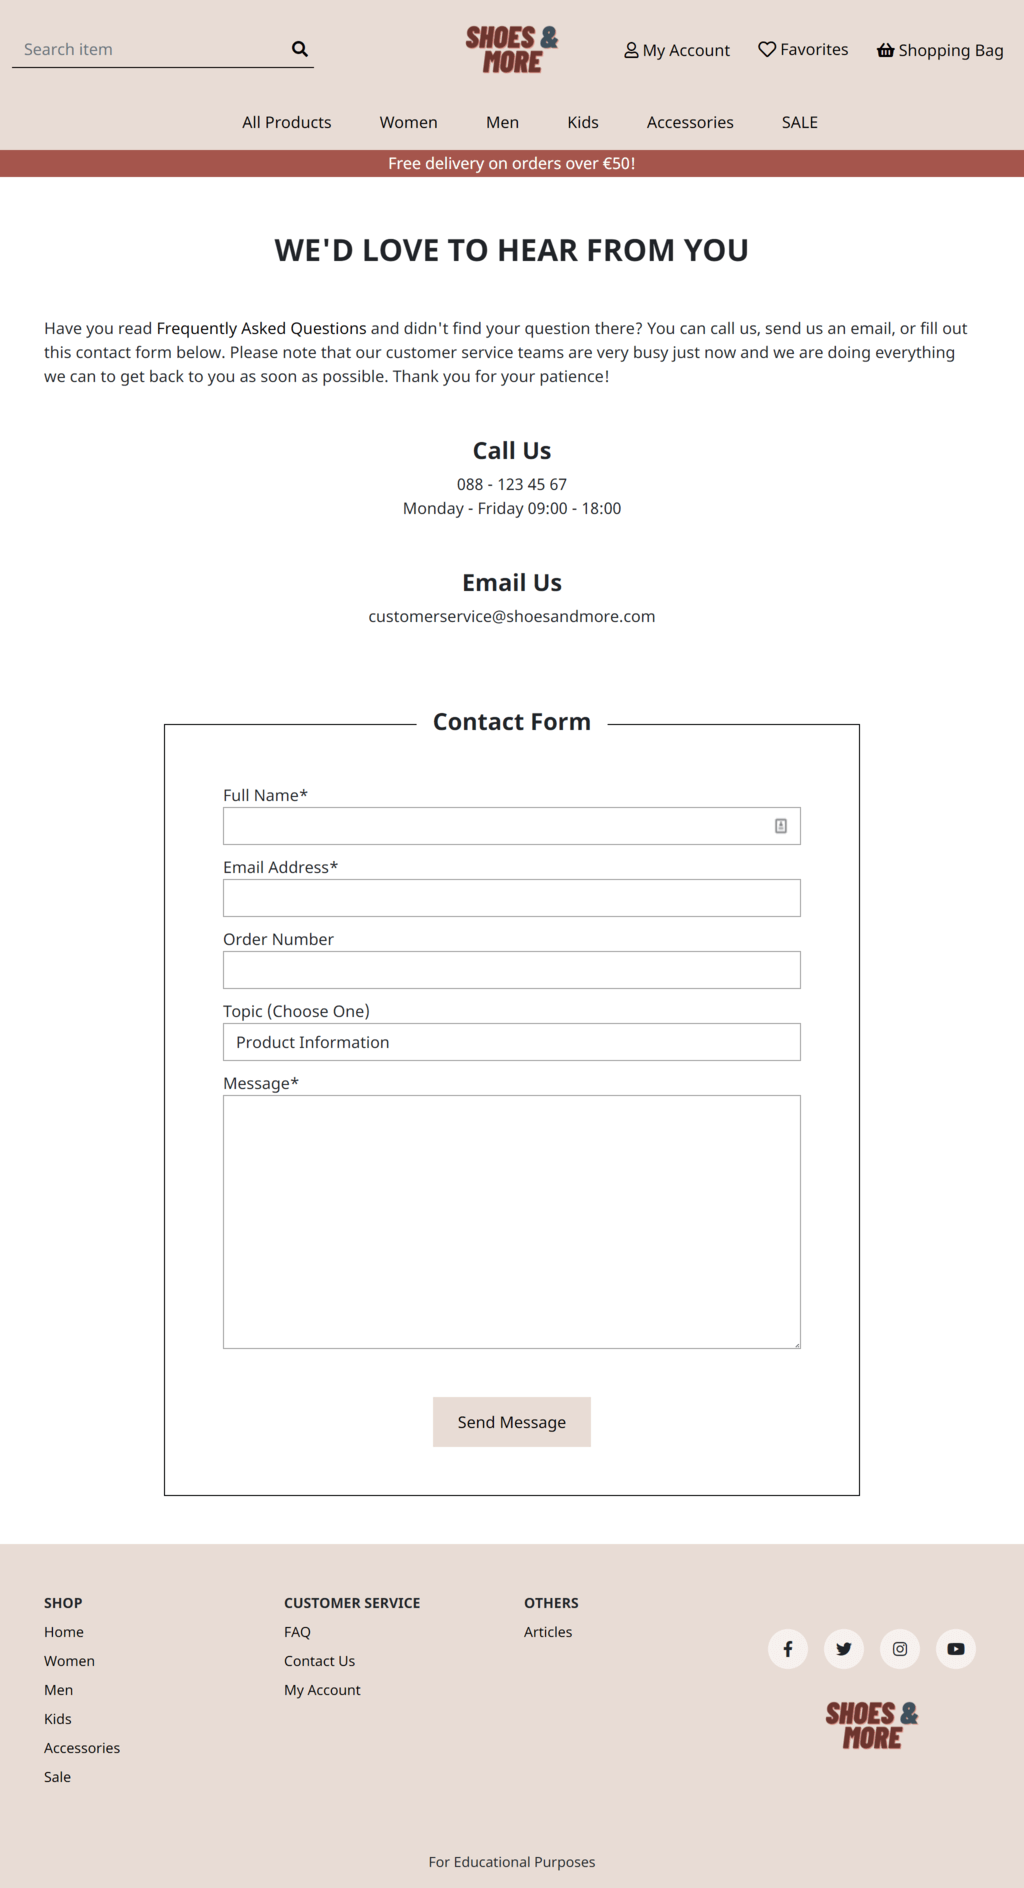 Search item
SHOES &
MORE
My Account
Favorites
Shopping Bag
All Products
Women
Men
Kids
Accessories
SALE
Free delivery on orders over €50!
WE'D LOVE TO HEAR FROM YOU
Have you read Frequently Asked Questions and didn't find your question there? You can call us, send us an email, or fill out
this contact form below. Please note that our customer service teams are very busy just now and we are doing everything
we can to get back to you as soon as possible. Thank you for your patience!
Call Us
088 - 123 45 67
Monday - Friday 09:00 - 18:00
Email Us
customerservice@shoesandmore.com
Contact Form
Full Name*
Email Address*
Order Number
Topic (Choose One)
Product Information
Message*
Send Message
SHOP
Home
Women
Men
Kids
Accessories
Sale
CUSTOMER SERVICE
FAQ
Contact Us
My Account
OTHERS
Articles
SHOES &
MORE
For Educational Purposes